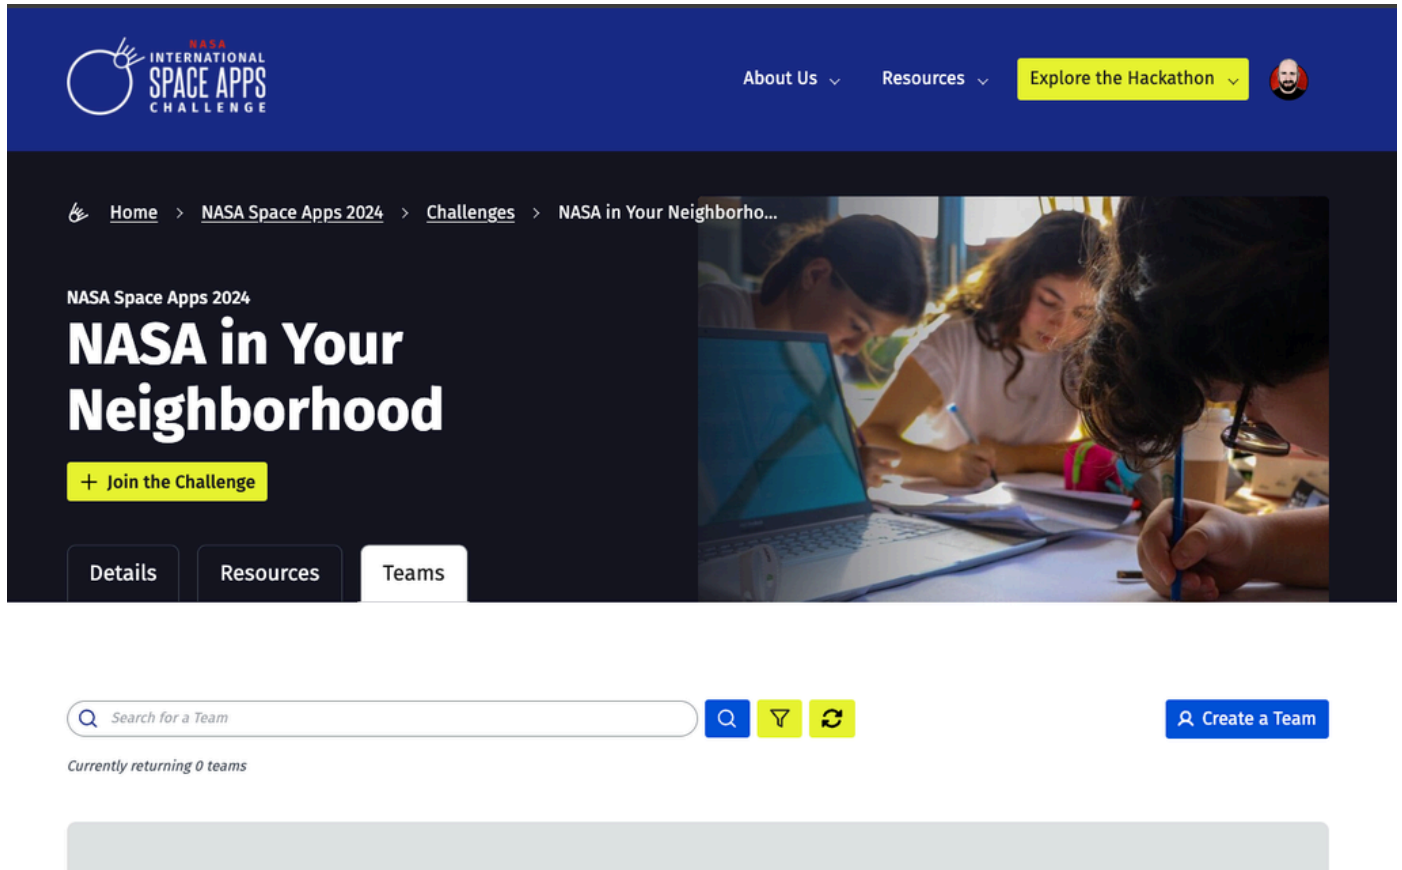 NASA
INTERNATIONAL
SPACE APPS
CHALLENGE
About Us
Resources
Explore the Hackathon
Home > NASA Space Apps 2024 > Challenges > NASA in Your Neighborho...
NASA Space Apps 2024
NASA in Your
Neighborhood
+ Join the Challenge
Details
Resources
Teams
Search for a Team
Create a Team
Currently returning 0 teams